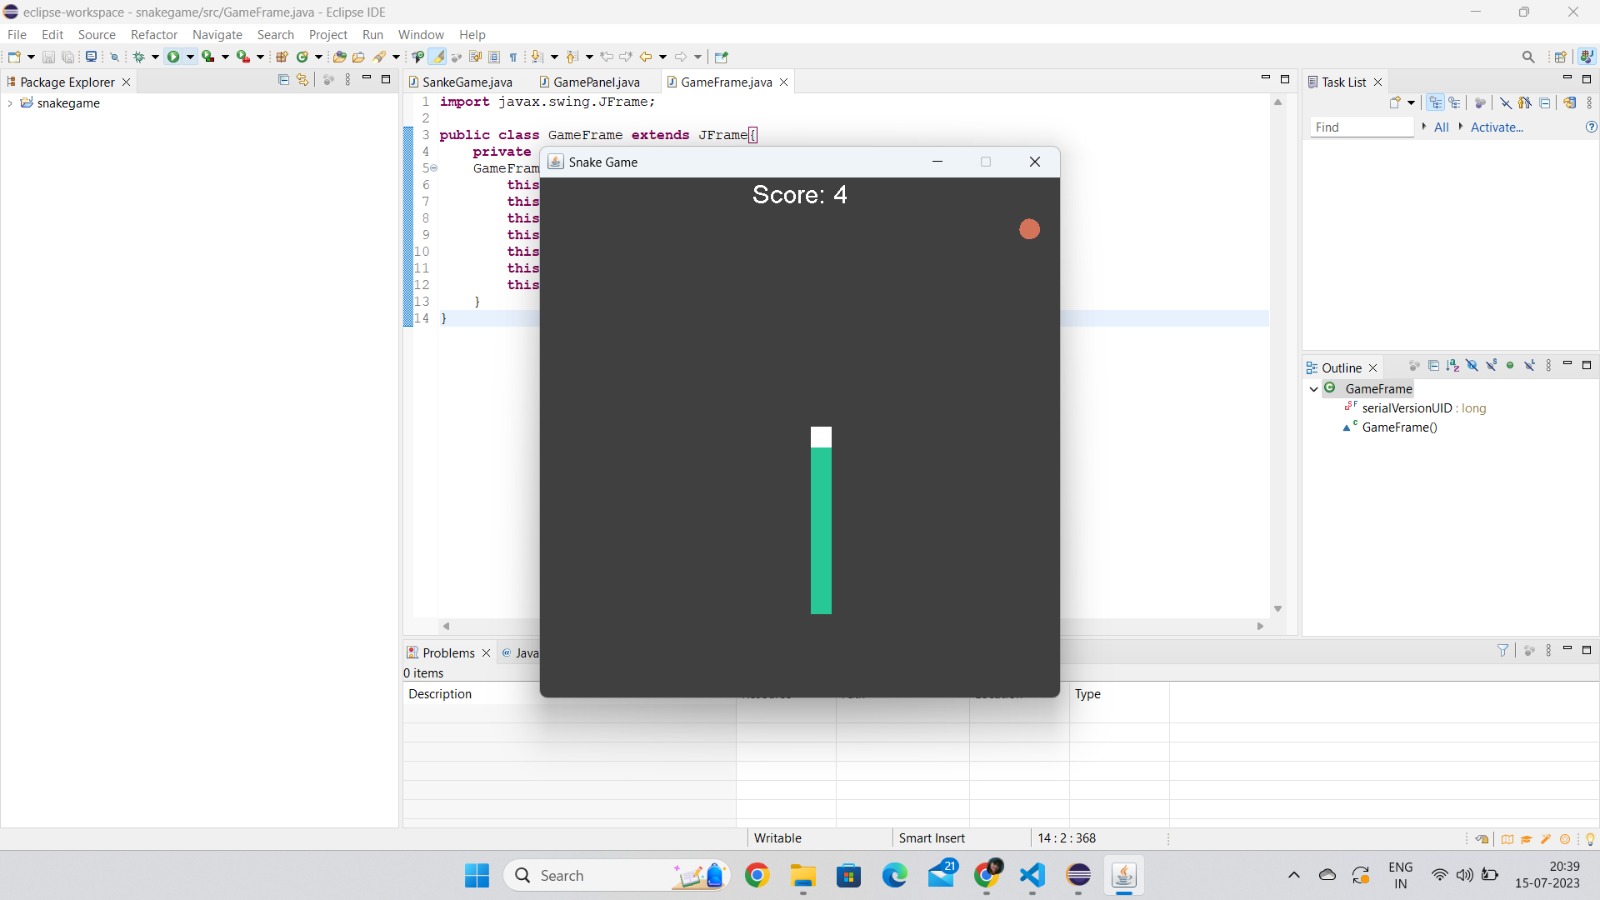 eclipse-workspace - snakegame/src/GameFrame.java - Eclipse IDE
File Edit Source Refactor Navigate Search Project Run Window Help
Package Explorer
snakegame
SankeGame.java GamePanel.java GameFrame.java
1 import javax.swing.JFrame;
2
3 public class GameFrame extends JFrame{
4 private
5 GameFram
6 this
7 this
8 this
9 this
10 this
11 this
12 this
13 }
14 }
Snake Game
Score: 4
Task List
Find All Activate...
Outline
GameFrame
serialVersionUID : long
GameFrame()
Problems Java
0 items
Description Type
Writable Smart Insert 14 : 2 : 368
Search
21
ENG
IN
20:39
15-07-2023